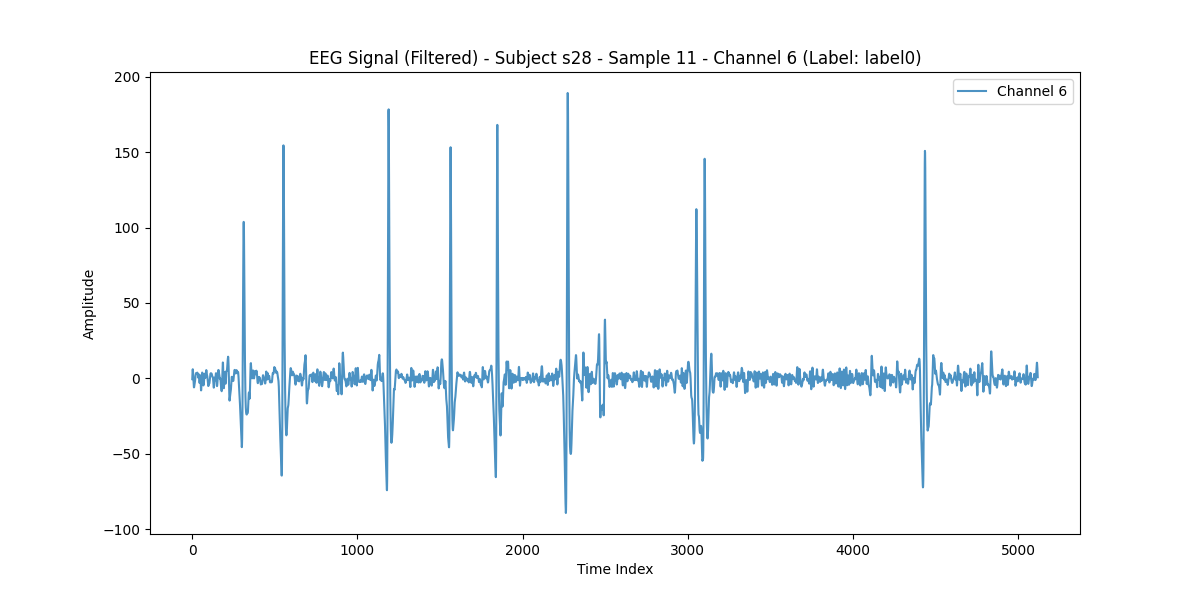 EEG Signal (Filtered) - Subject s28 - Sample 11 - Channel 6 (Label: label0)
Channel 6
200
150
100
50
0
−50
−100
Amplitude
0 1000 2000 3000 4000 5000
Time Index